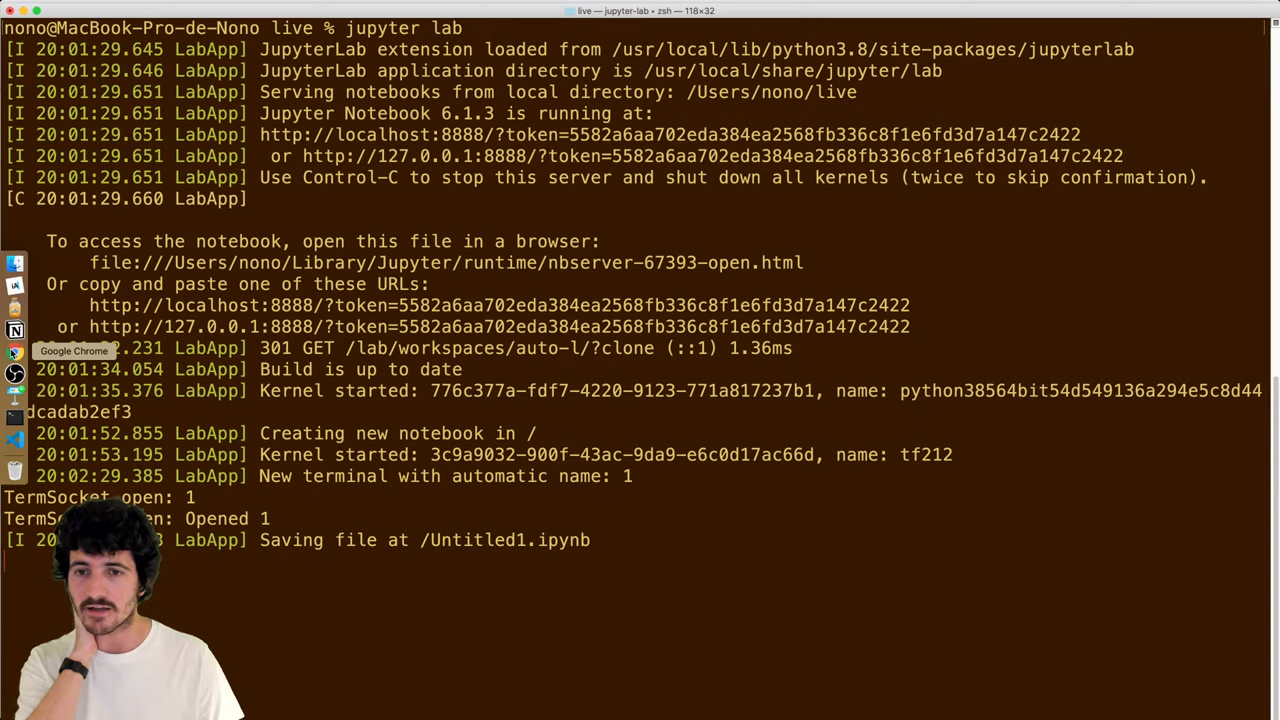 live — jupyter-lab • zsh — 118×32
nono@MacBook-Pro-de-Nono live % jupyter lab
[I 20:01:29.645 LabApp] JupyterLab extension loaded from /usr/local/lib/python3.8/site-packages/jupyterlab
[I 20:01:29.646 LabApp] JupyterLab application directory is /usr/local/share/jupyter/lab
[I 20:01:29.651 LabApp] Serving notebooks from local directory: /Users/nono/live
[I 20:01:29.651 LabApp] Jupyter Notebook 6.1.3 is running at:
[I 20:01:29.651 LabApp] http://localhost:8888/?token=5582a6aa702eda384ea2568fb336c8f1e6fd3d7a147c2422
[I 20:01:29.651 LabApp]  or http://127.0.0.1:8888/?token=5582a6aa702eda384ea2568fb336c8f1e6fd3d7a147c2422
[I 20:01:29.651 LabApp] Use Control-C to stop this server and shut down all kernels (twice to skip confirmation).
[C 20:01:29.660 LabApp]
To access the notebook, open this file in a browser:
file:///Users/nono/Library/Jupyter/runtime/nbserver-67393-open.html
Or copy and paste one of these URLs:
http://localhost:8888/?token=5582a6aa702eda384ea2568fb336c8f1e6fd3d7a147c2422
or http://127.0.0.1:8888/?token=5582a6aa702eda384ea2568fb336c8f1e6fd3d7a147c2422
Google Chrome
2.231 LabApp] 301 GET /lab/workspaces/auto-l/?clone (::1) 1.36ms
20:01:34.054 LabApp] Build is up to date
20:01:35.376 LabApp] Kernel started: 776c377a-fdf7-4220-9123-771a817237b1, name: python38564bit54d549136a294e5c8d44
dcadab2ef3
20:01:52.855 LabApp] Creating new notebook in /
20:01:53.195 LabApp] Kernel started: 3c9a9032-900f-43ac-9da9-e6c0d17ac66d, name: tf212
20:02:29.385 LabApp] New terminal with automatic name: 1
TermSocket open: 1
TermS en: Opened 1
[I 20 3 LabApp] Saving file at /Untitled1.ipynb